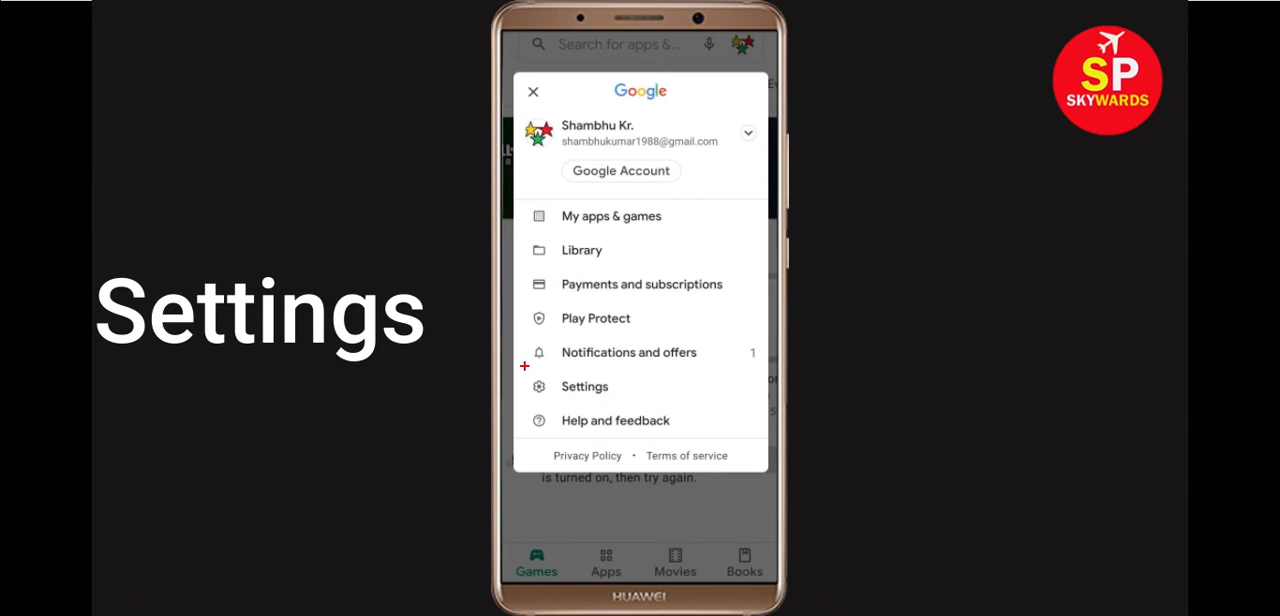 Search for apps &...
SP
SKYWARDS
Google
Shambhu Kr.
shambhukumar1988@gmail.com
Google Account
My apps & games
Library
Payments and subscriptions
Play Protect
Notifications and offers 1
Settings
Settings
Help and feedback
Privacy Policy • Terms of service
is turned on, then try again.
Games Apps Movies Books
HUAWEI